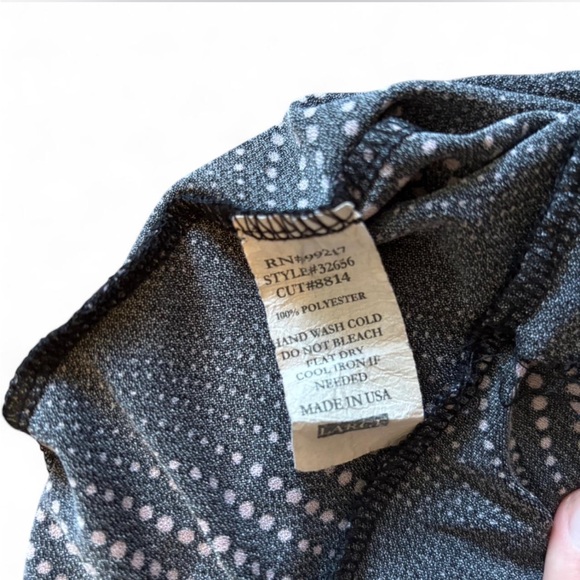 RN#99247
STYLE#32656
CUT#8814
100% POLYESTER
HAND WASH COLD
DO NOT BLEACH
FLAT DRY
COOL IRON IF
NEEDED
MADE IN USA
LARGE